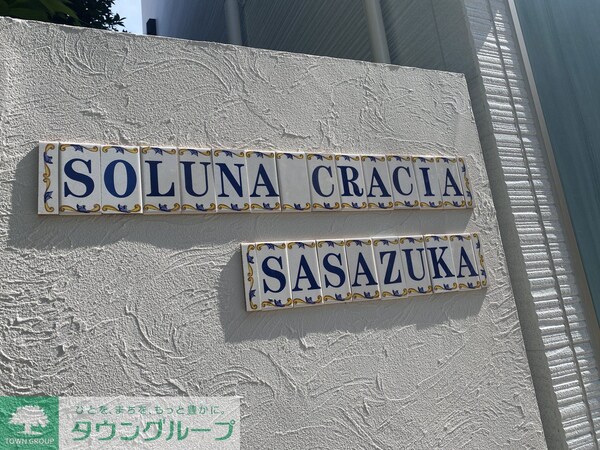 SOLUNA CRACIA
SASAZUKA
ひとを、まちを、もっと豊かに。
タウングループ
TOWN GROUP